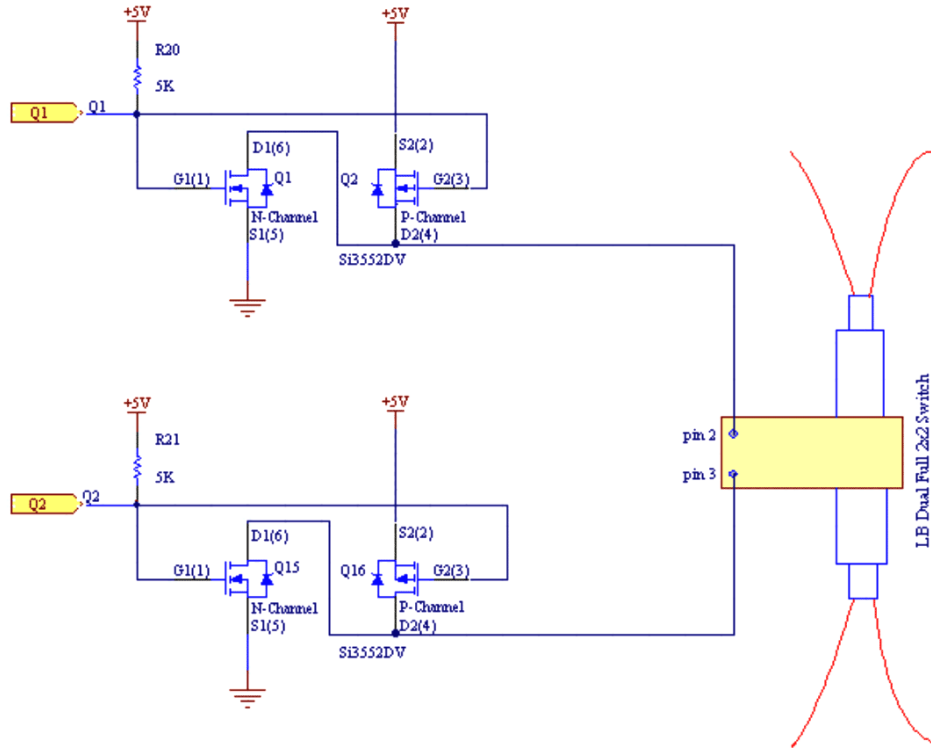 +5V
+5V
R20
5K
Q1
Q1
S2(2)
D1(6)
G1(1)
Q1
Q2
G2(3)
N-Channel
P-Channel
S1(5)
D2(4)
Si3552DV
+5V
+5V
R21
5K
Q2
Q2
S2(2)
D1(6)
G1(1)
Q15
Q16
G2(3)
N-Channel
P-Channel
S1(5)
D2(4)
Si3552DV
pin 2
pin 3
LB Dual Full 2x2 Switch